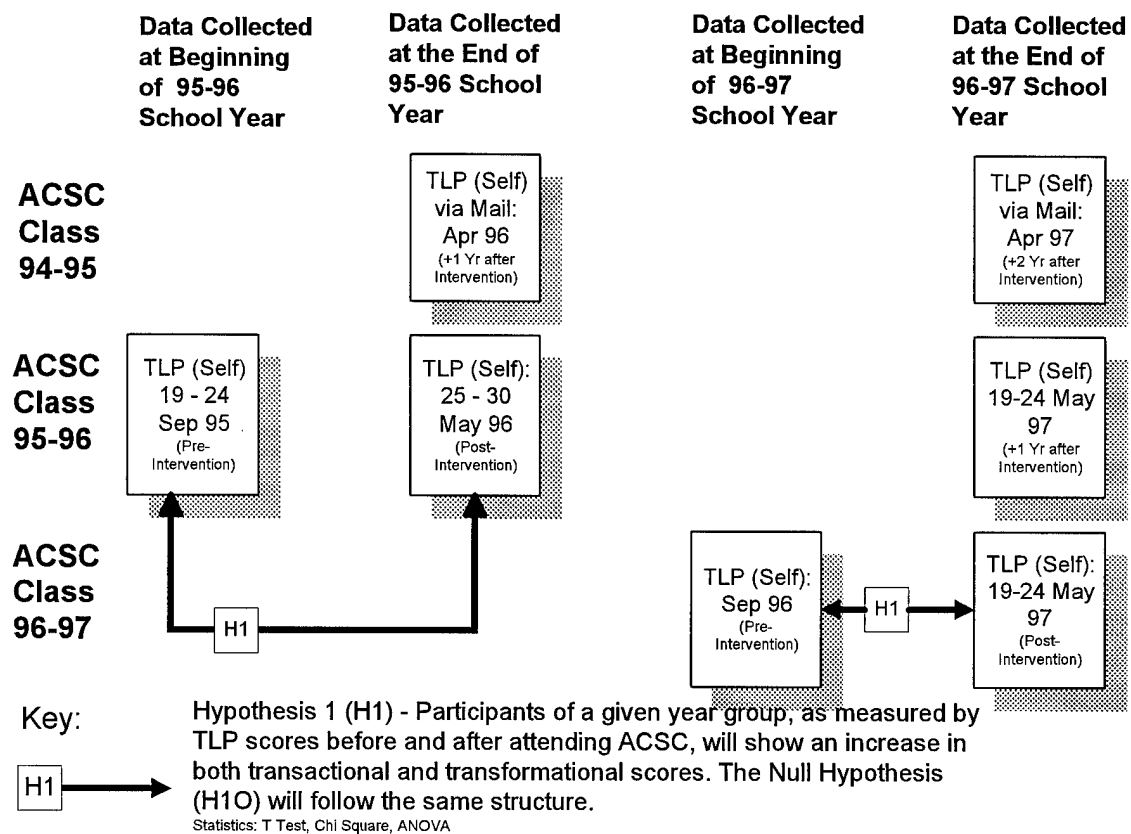 Data Collected
at Beginning
of 95-96
School Year
Data Collected
at the End of
95-96 School
Year
Data Collected
at Beginning
of 96-97
School Year
Data Collected
at the End of
96-97 School
Year
ACSC
Class
94-95
TLP (Self)
via Mail:
Apr 96
(+1 Yr after
Intervention)
TLP (Self)
via Mail:
Apr 97
(+2 Yr after
Intervention)
ACSC
Class
95-96
TLP (Self)
19 - 24
Sep 95
(Pre-
Intervention)
TLP (Self):
25 - 30
May 96
(Post-
Intervention)
TLP (Self)
19-24 May
97
(+1 Yr after
Intervention)
ACSC
Class
96-97
H1
TLP (Self):
Sep 96
(Pre-
Intervention)
H1
TLP (Self):
19-24 May
97
(Post-
Intervention)
Key:
H1
Hypothesis 1 (H1) - Participants of a given year group, as measured by
TLP scores before and after attending ACSC, will show an increase in
both transactional and transformational scores. The Null Hypothesis
(H1O) will follow the same structure.
Statistics: T Test, Chi Square, ANOVA